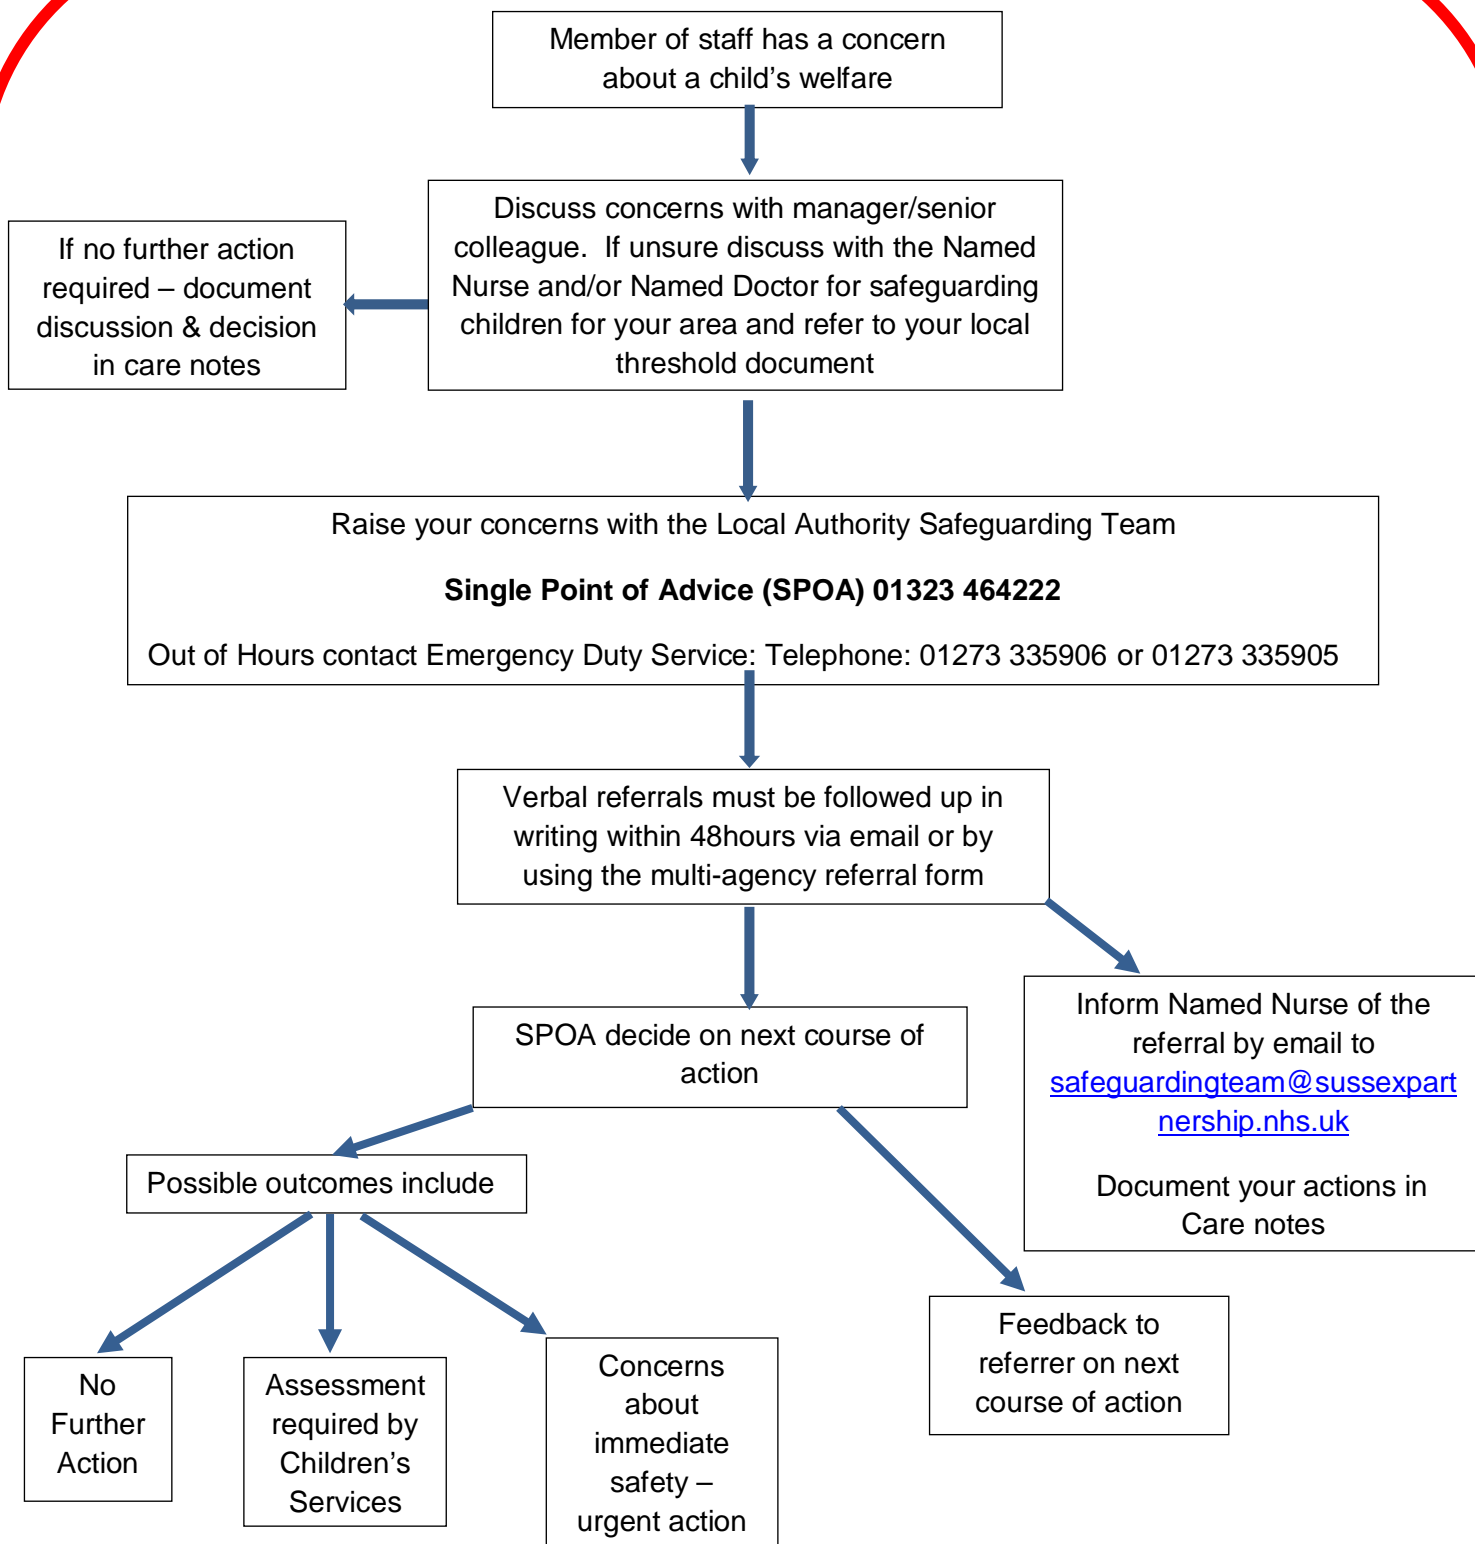 Member of staff has a concern
about a child’s welfare
Discuss concerns with manager/senior
colleague.  If unsure discuss with the Named
Nurse and/or Named Doctor for safeguarding
children for your area and refer to your local
threshold document
If no further action
required – document
discussion & decision
in care notes
Raise your concerns with the Local Authority Safeguarding Team
Single Point of Advice (SPOA) 01323 464222
Out of Hours contact Emergency Duty Service: Telephone: 01273 335906 or 01273 335905
Verbal referrals must be followed up in
writing within 48hours via email or by
using the multi-agency referral form
SPOA decide on next course of
action
Inform Named Nurse of the
referral by email to
safeguardingteam@sussexpart
nership.nhs.uk
Document your actions in
Care notes
Possible outcomes include
Feedback to
referrer on next
course of action
No
Further
Action
Assessment
required by
Children’s
Services
Concerns
about
immediate
safety –
urgent action